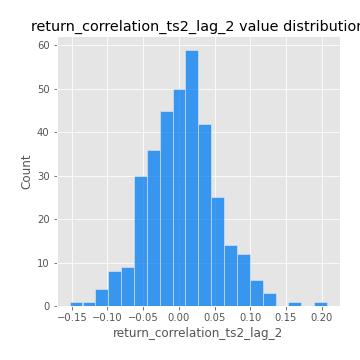 return_correlation_ts2_lag_2 value distribution
60
50
40
30
20
10
0
Count
−0.15 −0.10 −0.05 0.00 0.05 0.10 0.15 0.20
return_correlation_ts2_lag_2